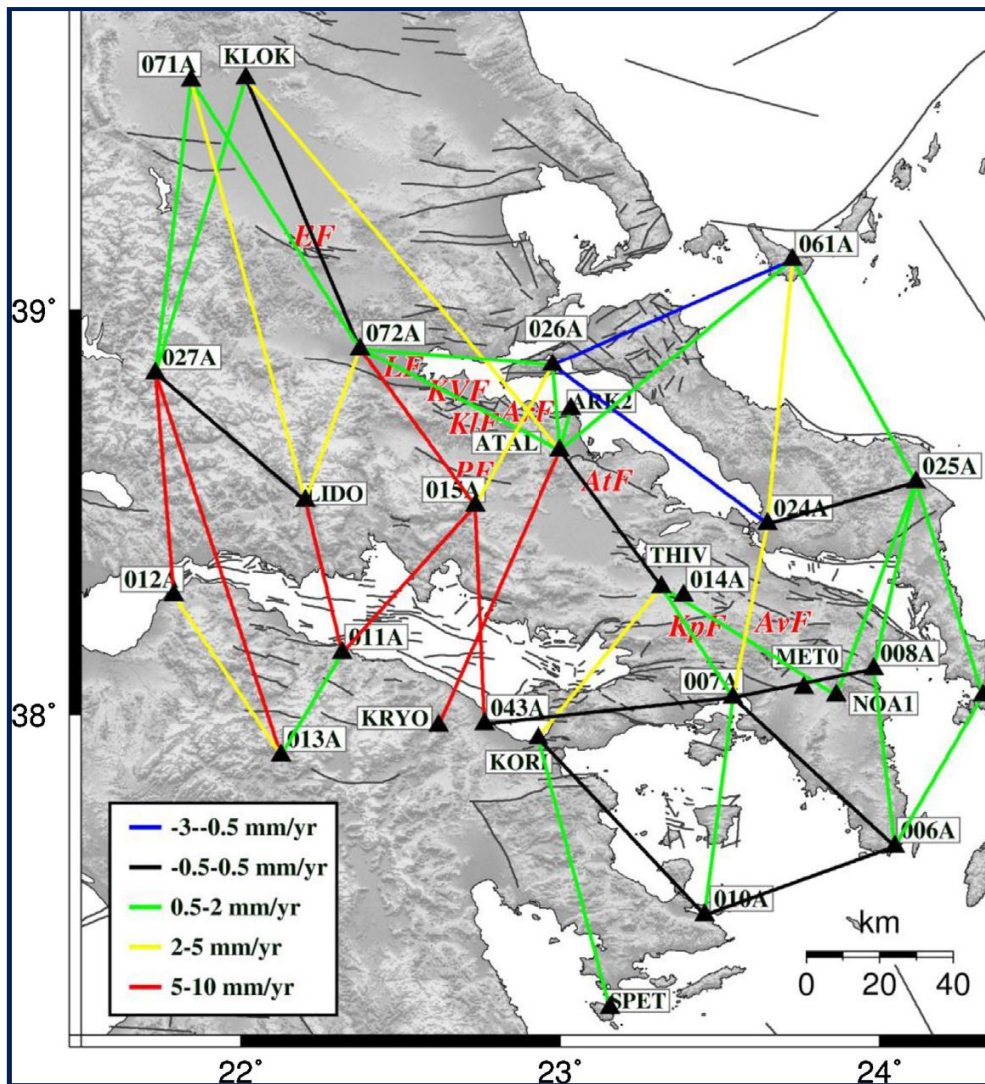 071A
KLOK
EF
061A
39°
072A
026A
027A
LF
KVF
ArF
ARK2
KlF
ATAL
PF
AtF
015A
025A
LIDO
024A
THIV
012A
014A
KpF
AvF
011A
MET0
008A
007A
38°
KRYO
043A
NOA1
013A
KOR
006A
010A
SPET
-3--0.5 mm/yr
-0.5-0.5 mm/yr
0.5-2 mm/yr
2-5 mm/yr
5-10 mm/yr
km
0 20 40
22°
23°
24°